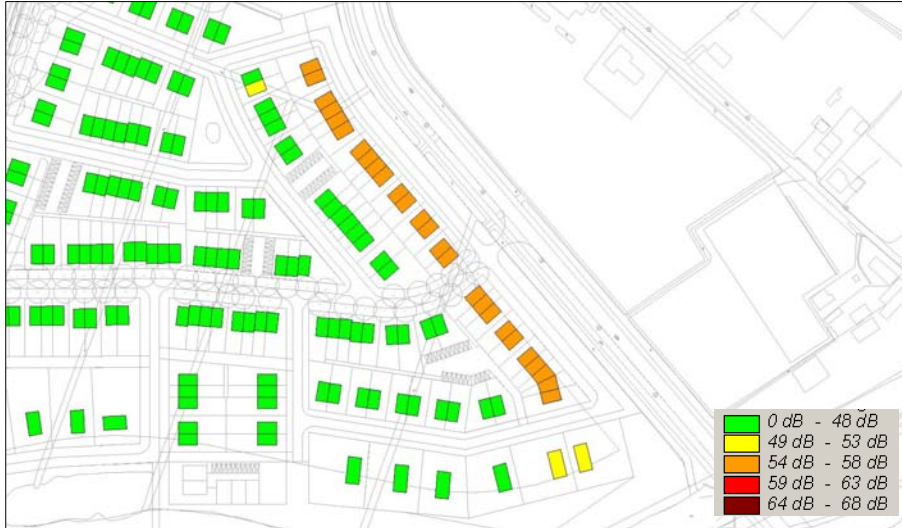 0 dB - 48 dB
49 dB - 53 dB
54 dB - 58 dB
59 dB - 63 dB
64 dB - 68 dB